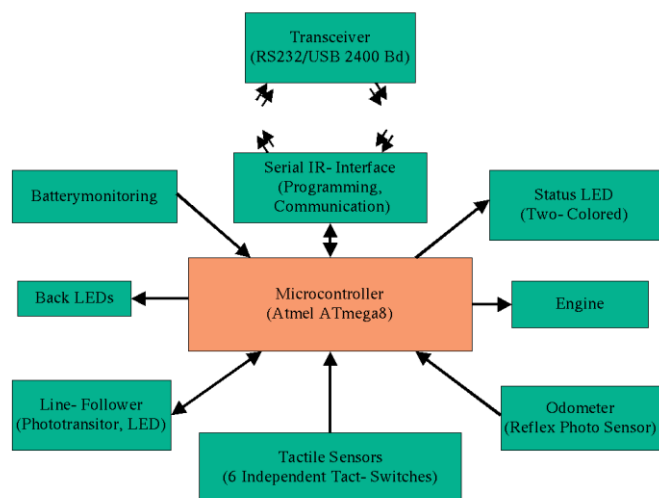 Transceiver
(RS232/USB 2400 Bd)
Serial IR- Interface
(Programming,
Communication)
Batterymonitoring
Status LED
(Two- Colored)
Back LEDs
Microcontroller
(Atmel ATmega8)
Engine
Line- Follower
(Phototransitor, LED)
Tactile Sensors
(6 Independent Tact- Switches)
Odometer
(Reflex Photo Sensor)